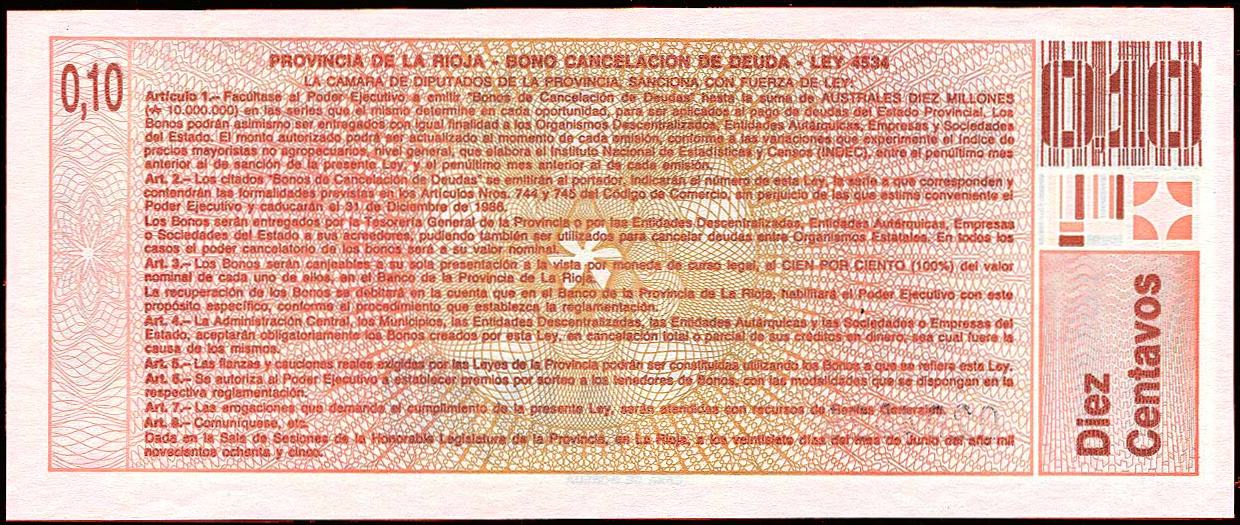 0,10
PROVINCIA DE LA RIOJA - BONO CANCELACION DE DEUDA - LEY 4534
LA CAMARA DE DIPUTADOS DE LA PROVINCIA SANCIONA CON FUERZA DE LEY:
Artículo 1.- Facúltase al Poder Ejecutivo a emitir "Bonos de Cancelación de Deudas" hasta la suma de AUSTRALES DIEZ MILLONES
(₳ 10.000.000) en las series que el mismo determine en cada oportunidad, para ser aplicados al pago de deudas del Estado Provincial. Los
Bonos podrán asimismo ser entregados con igual finalidad a los Organismos Descentralizados, Entidades Autárquicas, Empresas y Sociedades
del Estado. El monto autorizado podrá ser actualizado al momento de cada emisión, conforme a las variaciones que experimente el índice de
precios mayoristas no agropecuarios, nivel general, que elabora el Instituto Nacional de Estadísticas y Censos (INDEC), entre el penúltimo mes
anterior al de sanción de la presente Ley, y el penúltimo mes anterior al de cada emisión.
Art. 2.- Los citados "Bonos de Cancelación de Deudas" se emitirán al portador, indicarán el número de esta Ley, la serie a que corresponden y
contendrán las formalidades previstas en los Artículos Nros. 744 y 745 del Código de Comercio, sin perjuicio de las que estime conveniente el
Poder Ejecutivo y caducarán el 31 de Diciembre de 1986.
Los Bonos serán entregados por la Tesorería General de la Provincia o por las Entidades Descentralizadas, Entidades Autárquicas, Empresas
o Sociedades del Estado a sus acreedores, pudiendo también ser utilizados para cancelar deudas entre Organismos Estatales. En todos los
casos el poder cancelatorio de los bonos será a su valor nominal.
Art. 3.- Los Bonos serán canjeables a su sola presentación a la vista por moneda de curso legal, al CIEN POR CIENTO (100%) del valor
nominal de cada uno de ellos, en el Banco de la Provincia de La Rioja.
La recuperación de los Bonos se debitará en la cuenta que en el Banco de la Provincia de La Rioja, habilitará el Poder Ejecutivo con este
propósito específico, conforme al procedimiento que establezca la reglamentación.
Art. 4.- La Administración Central, los Municipios, las Entidades Descentralizadas, las Entidades Autárquicas y las Sociedades o Empresas del
Estado, aceptarán obligatoriamente los Bonos creados por esta Ley, en cancelación total o parcial de sus créditos en dinero, sea cual fuere la
causa de los mismos.
Art. 5.- Las fianzas y cauciones reales exigidas por las Leyes de la Provincia podrán ser constituidas utilizando los Bonos a que se refiere esta Ley.
Art. 6.- Se autoriza al Poder Ejecutivo a establecer premios por sorteo a los tenedores de Bonos, con las modalidades que se dispongan en la
respectiva reglamentación.
Art. 7.- Las erogaciones que demande el cumplimiento de la presente Ley, serán atendidas con recursos de Rentas Generales.
Art. 8.- Comuníquese, etc.
Dada en la Sala de Sesiones de la Honorable Legislatura de la Provincia, en La Rioja, a los veintisiete días del mes de Junio del año mil
novecientos ochenta y cinco.
0.10
Diez
Centavos